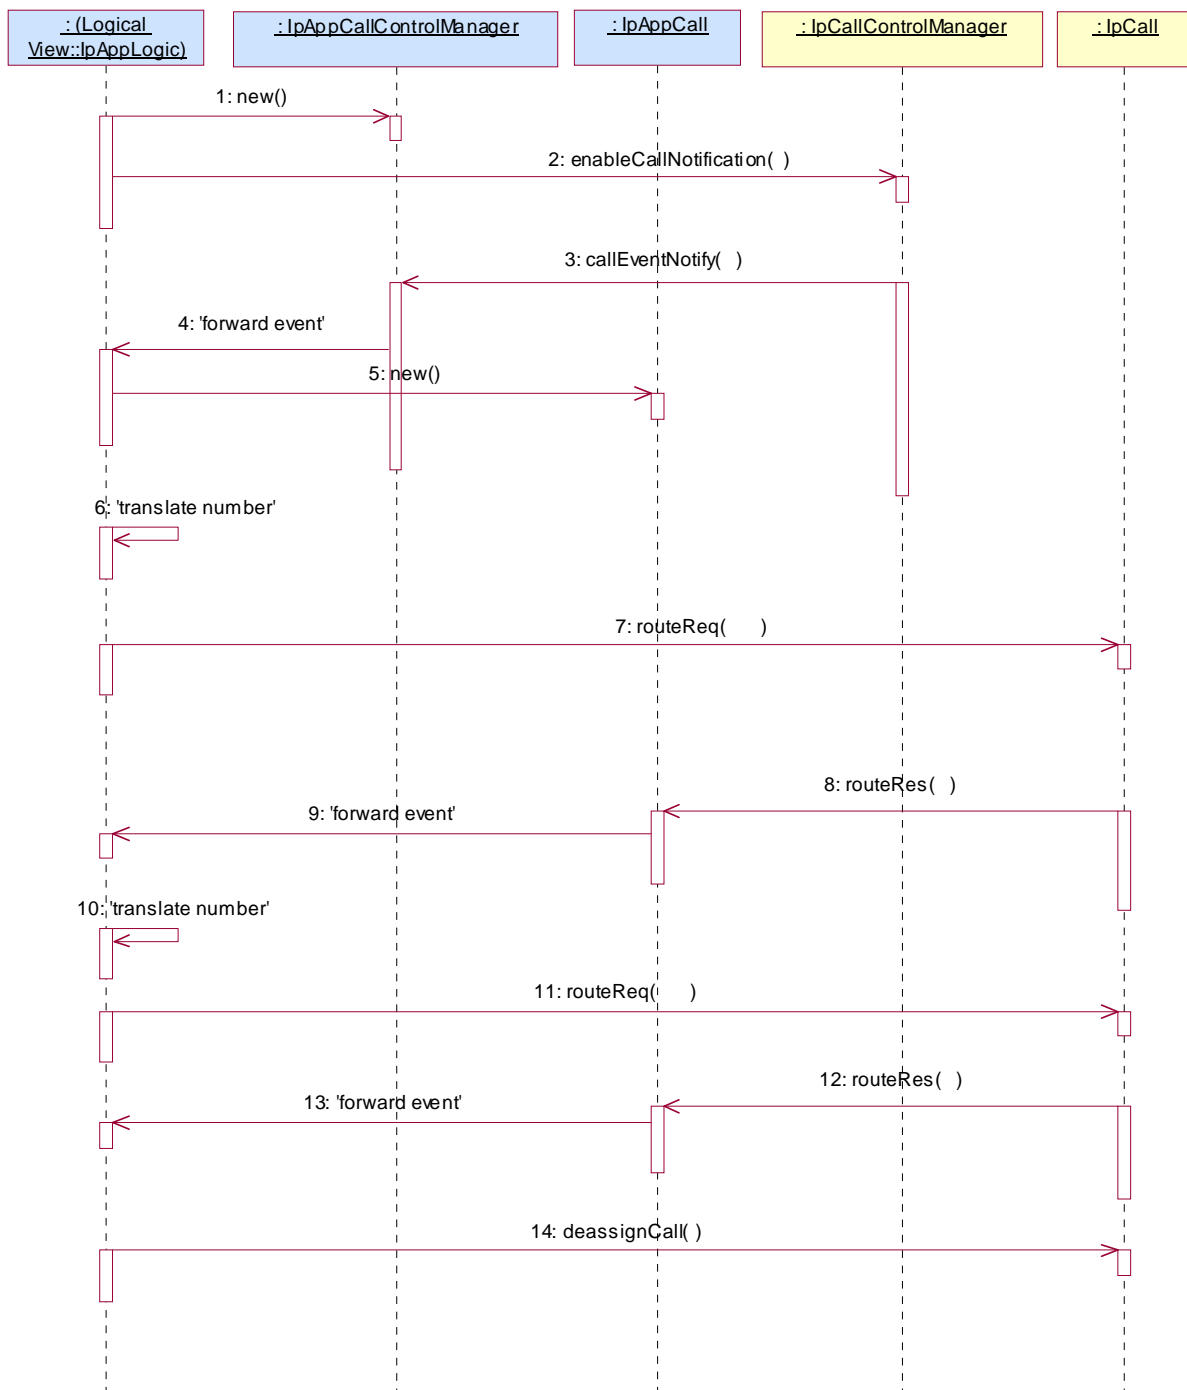 : (Logical
View::IpAppLogic)
: IpAppCallControlManager
: IpAppCall
: IpCallControlManager
: IpCall
1: new()
2: enableCallNotification( )
3: callEventNotify( )
4: 'forward event'
5: new()
6: 'translate number'
7: routeReq( )
8: routeRes( )
9: 'forward event'
10: 'translate number'
11: routeReq( )
12: routeRes( )
13: 'forward event'
14: deassignCall( )